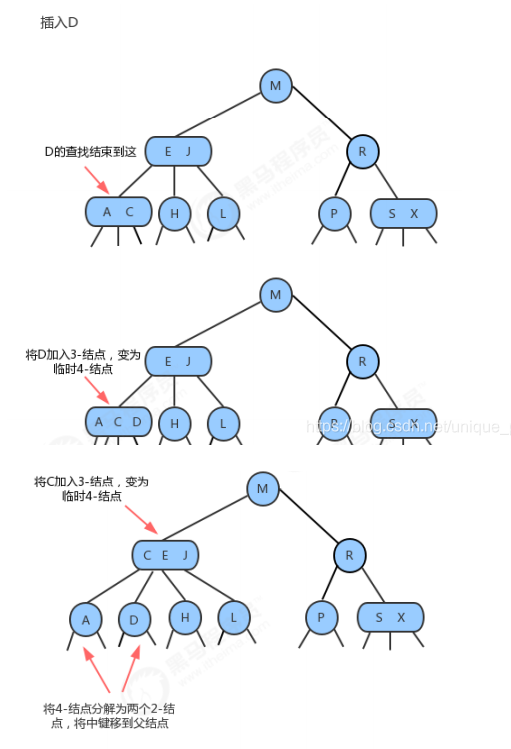 插入D
M
D的查找结束到这
E J
R
A C
H
L
P
S X
M
将D加入3-结点，变为
临时4-结点
E J
R
A C D
H
L
S X
https://blog.csdn.net/unique_
将C加入3-结点，变为
临时4-结点
M
C E J
R
A
D
H
L
P
S X
将4-结点分解为两个2-结
点，将中键移到父结点